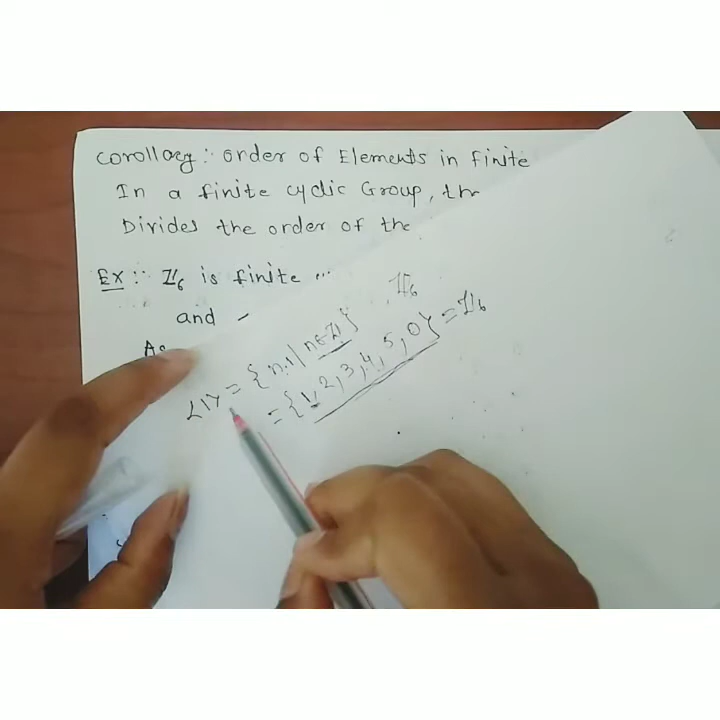 Corollary: order of Elements in finite
In a finite cyclic Group, the
Divides the order of the
Ex:: ℤ₆ is finite
and
As
, ℤ₆
<1> = { n.1 | n∈ℤ }
= { 1, 2, 3, 4, 5, 0 } = ℤ₆